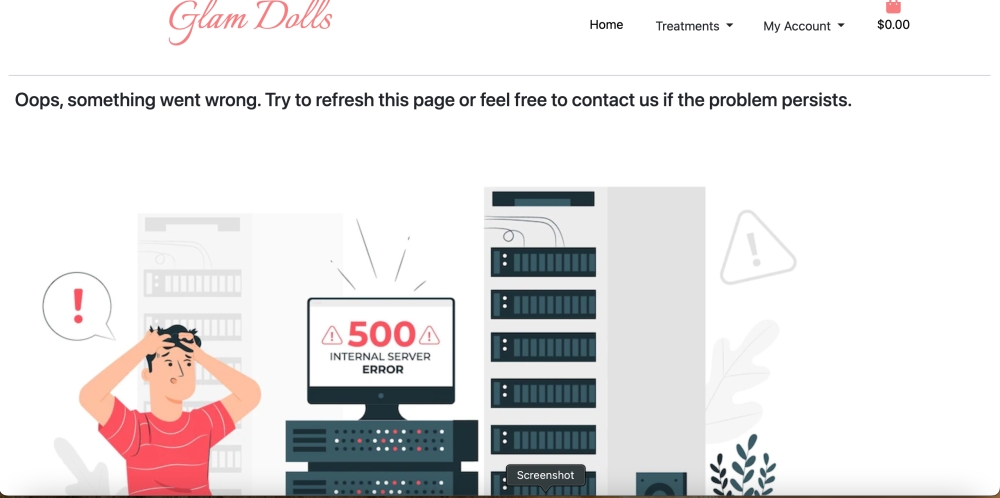 Glam Dolls
Home Treatments My Account $0.00
Oops, something went wrong. Try to refresh this page or feel free to contact us if the problem persists.
!
!
! 500 !
INTERNAL SERVER
ERROR
Screenshot